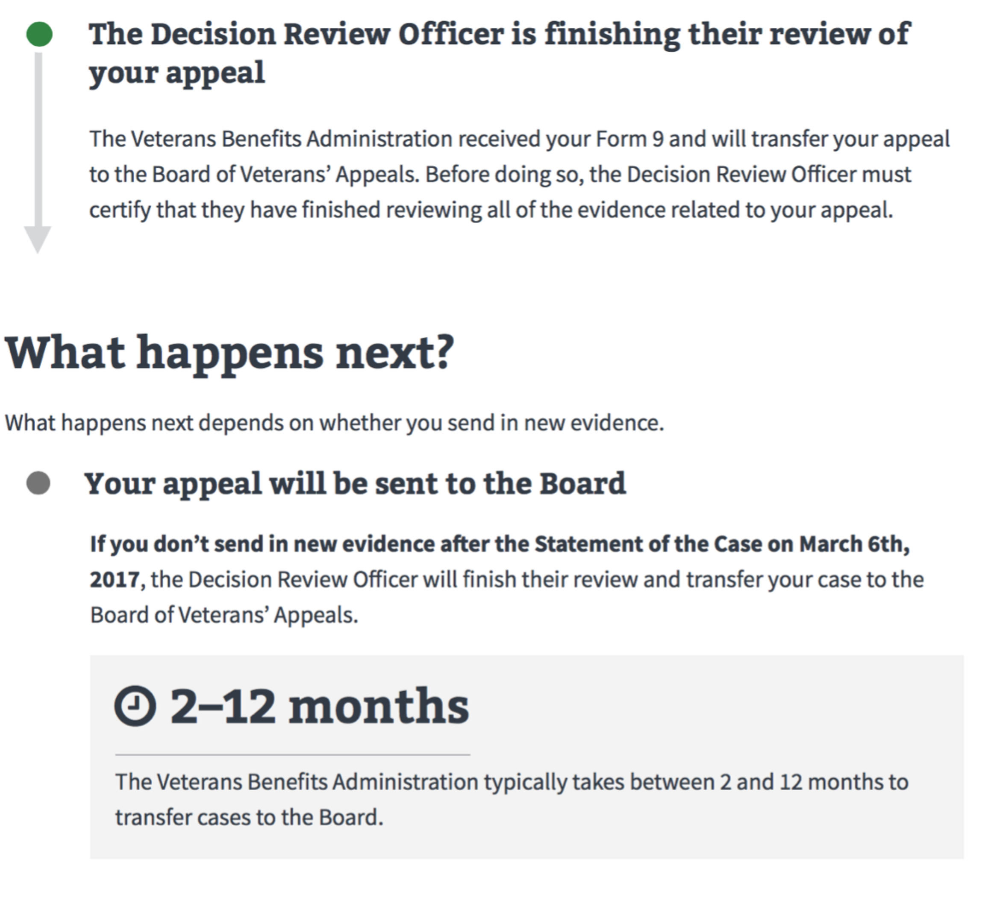 The Decision Review Officer is finishing their review of
your appeal
The Veterans Benefits Administration received your Form 9 and will transfer your appeal
to the Board of Veterans’ Appeals. Before doing so, the Decision Review Officer must
certify that they have finished reviewing all of the evidence related to your appeal.
What happens next?
What happens next depends on whether you send in new evidence.
Your appeal will be sent to the Board
If you don’t send in new evidence after the Statement of the Case on March 6th,
2017, the Decision Review Officer will finish their review and transfer your case to the
Board of Veterans’ Appeals.
2–12 months
The Veterans Benefits Administration typically takes between 2 and 12 months to
transfer cases to the Board.